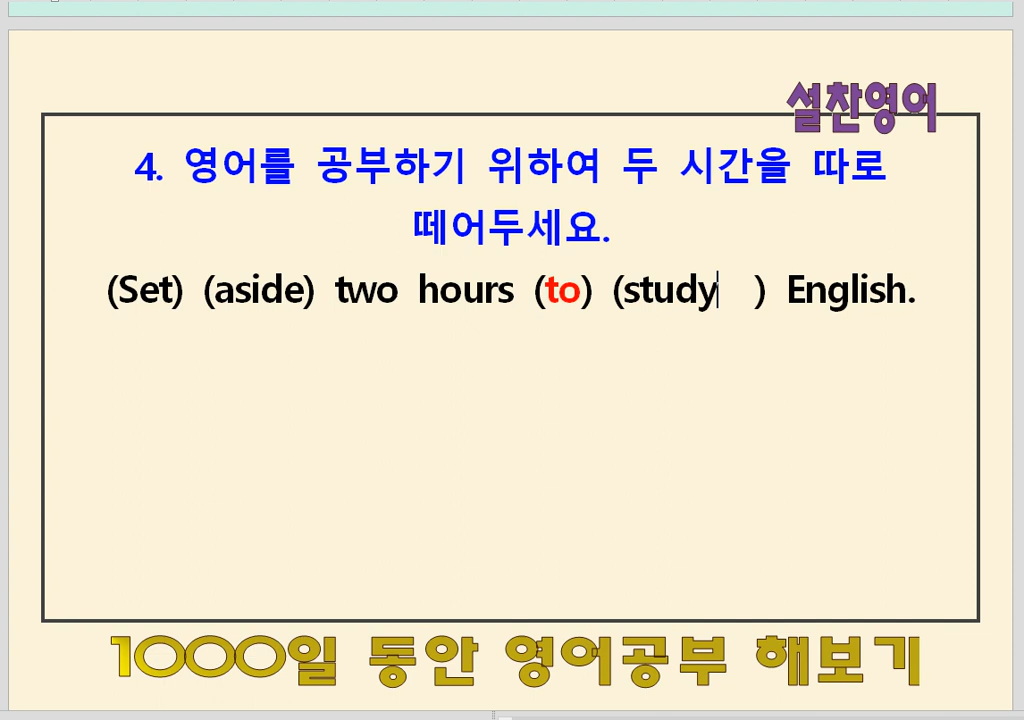 설찬영어
4. 영어를 공부하기 위하여 두 시간을 따로
떼어두세요.
(Set) (aside) two hours (to) (study ) English.
1000일 동안 영어공부 해보기